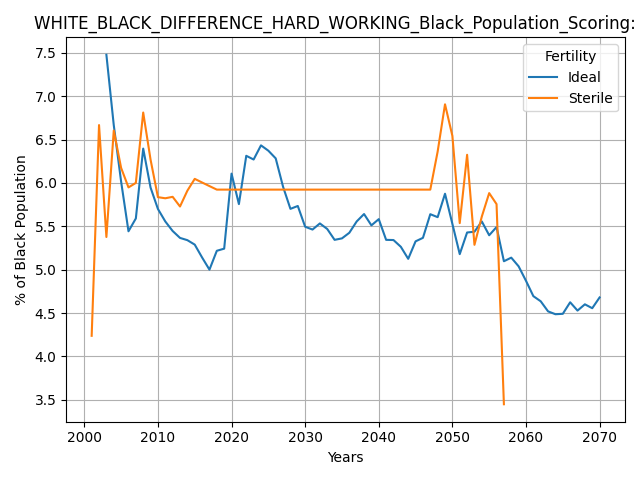 WHITE_BLACK_DIFFERENCE_HARD_WORKING_Black_Population_Scoring:
Fertility
Ideal
Sterile
% of Black Population
7.5
7.0
6.5
6.0
5.5
5.0
4.5
4.0
3.5
2000 2010 2020 2030 2040 2050 2060 2070
Years